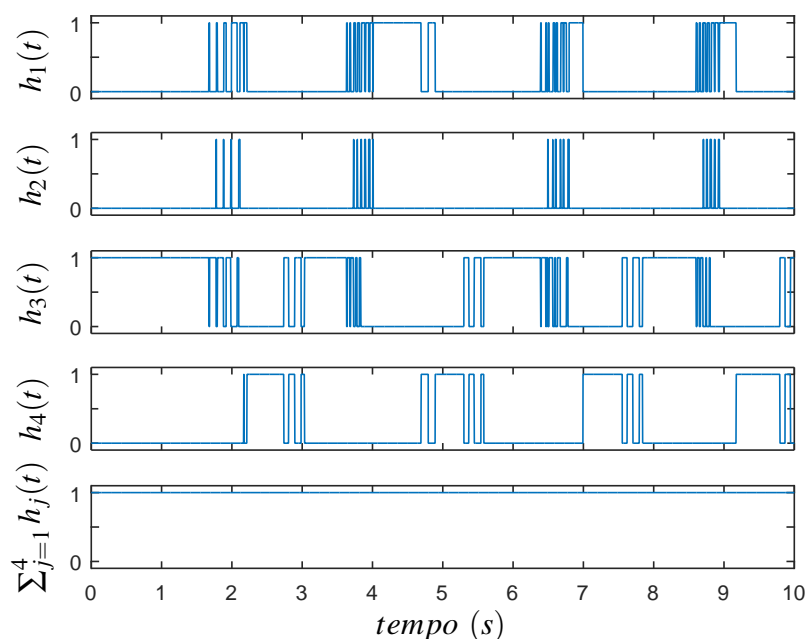 h₁(t)
1
0
h₂(t)
1
0
h₃(t)
1
0
h₄(t)
1
0
∑⁴ⱼ₌₁ hⱼ(t)
1
0
0 1 2 3 4 5 6 7 8 9 10
tempo (s)